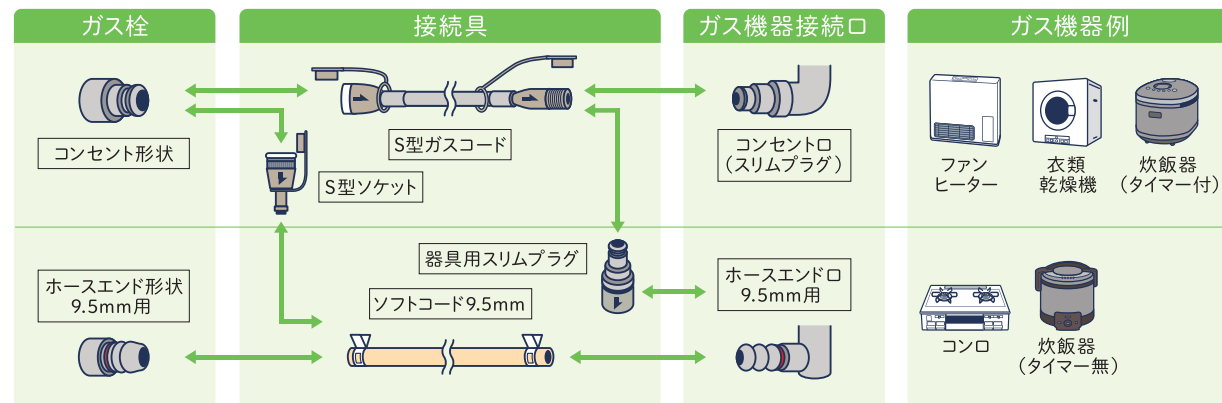 ガス栓
接続具
ガス機器接続口
ガス機器例
コンセント形状
S型ガスコード
S型ソケット
コンセント口
（スリムプラグ）
ファン
ヒーター
衣類
乾燥機
炊飯器
（タイマー付）
ホースエンド形状
9.5mm用
器具用スリムプラグ
ソフトコード9.5mm
ホースエンド口
9.5mm用
コンロ
炊飯器
（タイマー無）